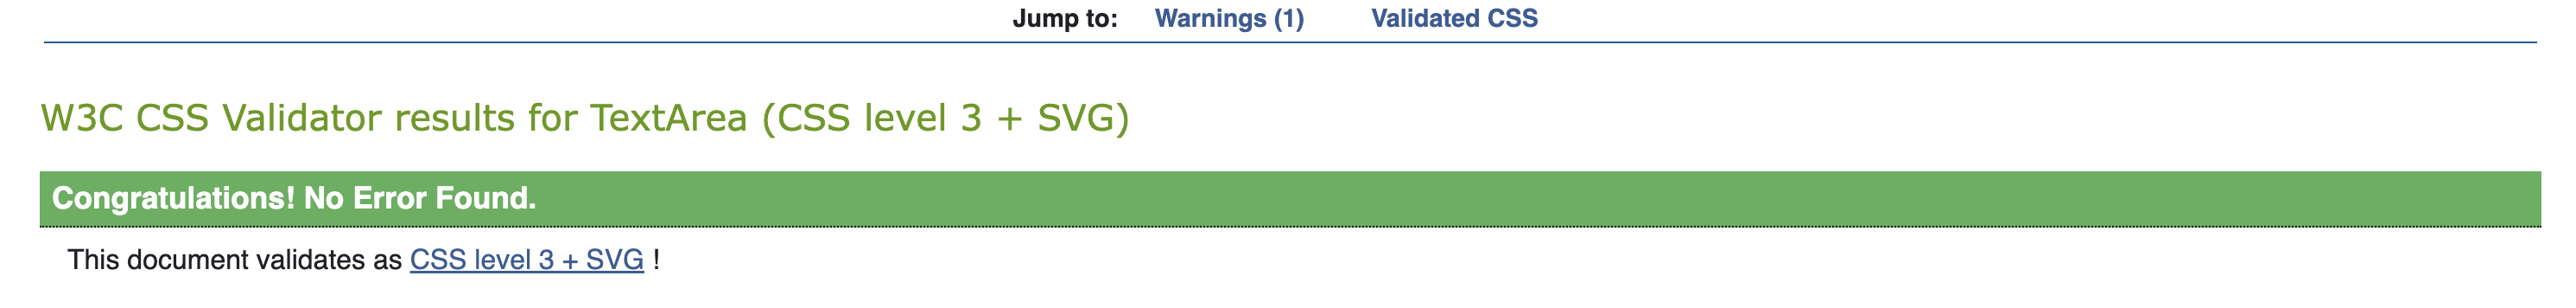 Jump to: Warnings (1) Validated CSS
W3C CSS Validator results for TextArea (CSS level 3 + SVG)
Congratulations! No Error Found.
This document validates as CSS level 3 + SVG !